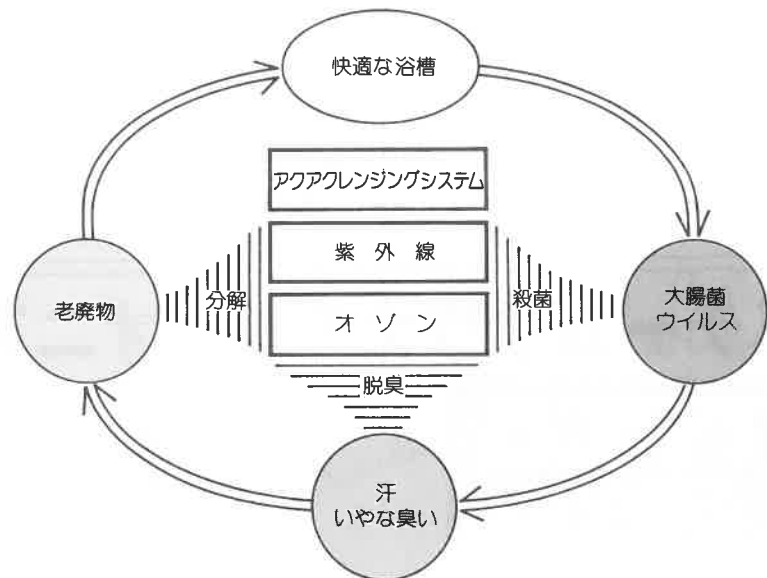 快適な浴槽
アクアクレンジングシステム
紫外線
オゾン
老廃物
分解
殺菌
大腸菌
ウイルス
脱臭
汗
いやな臭い